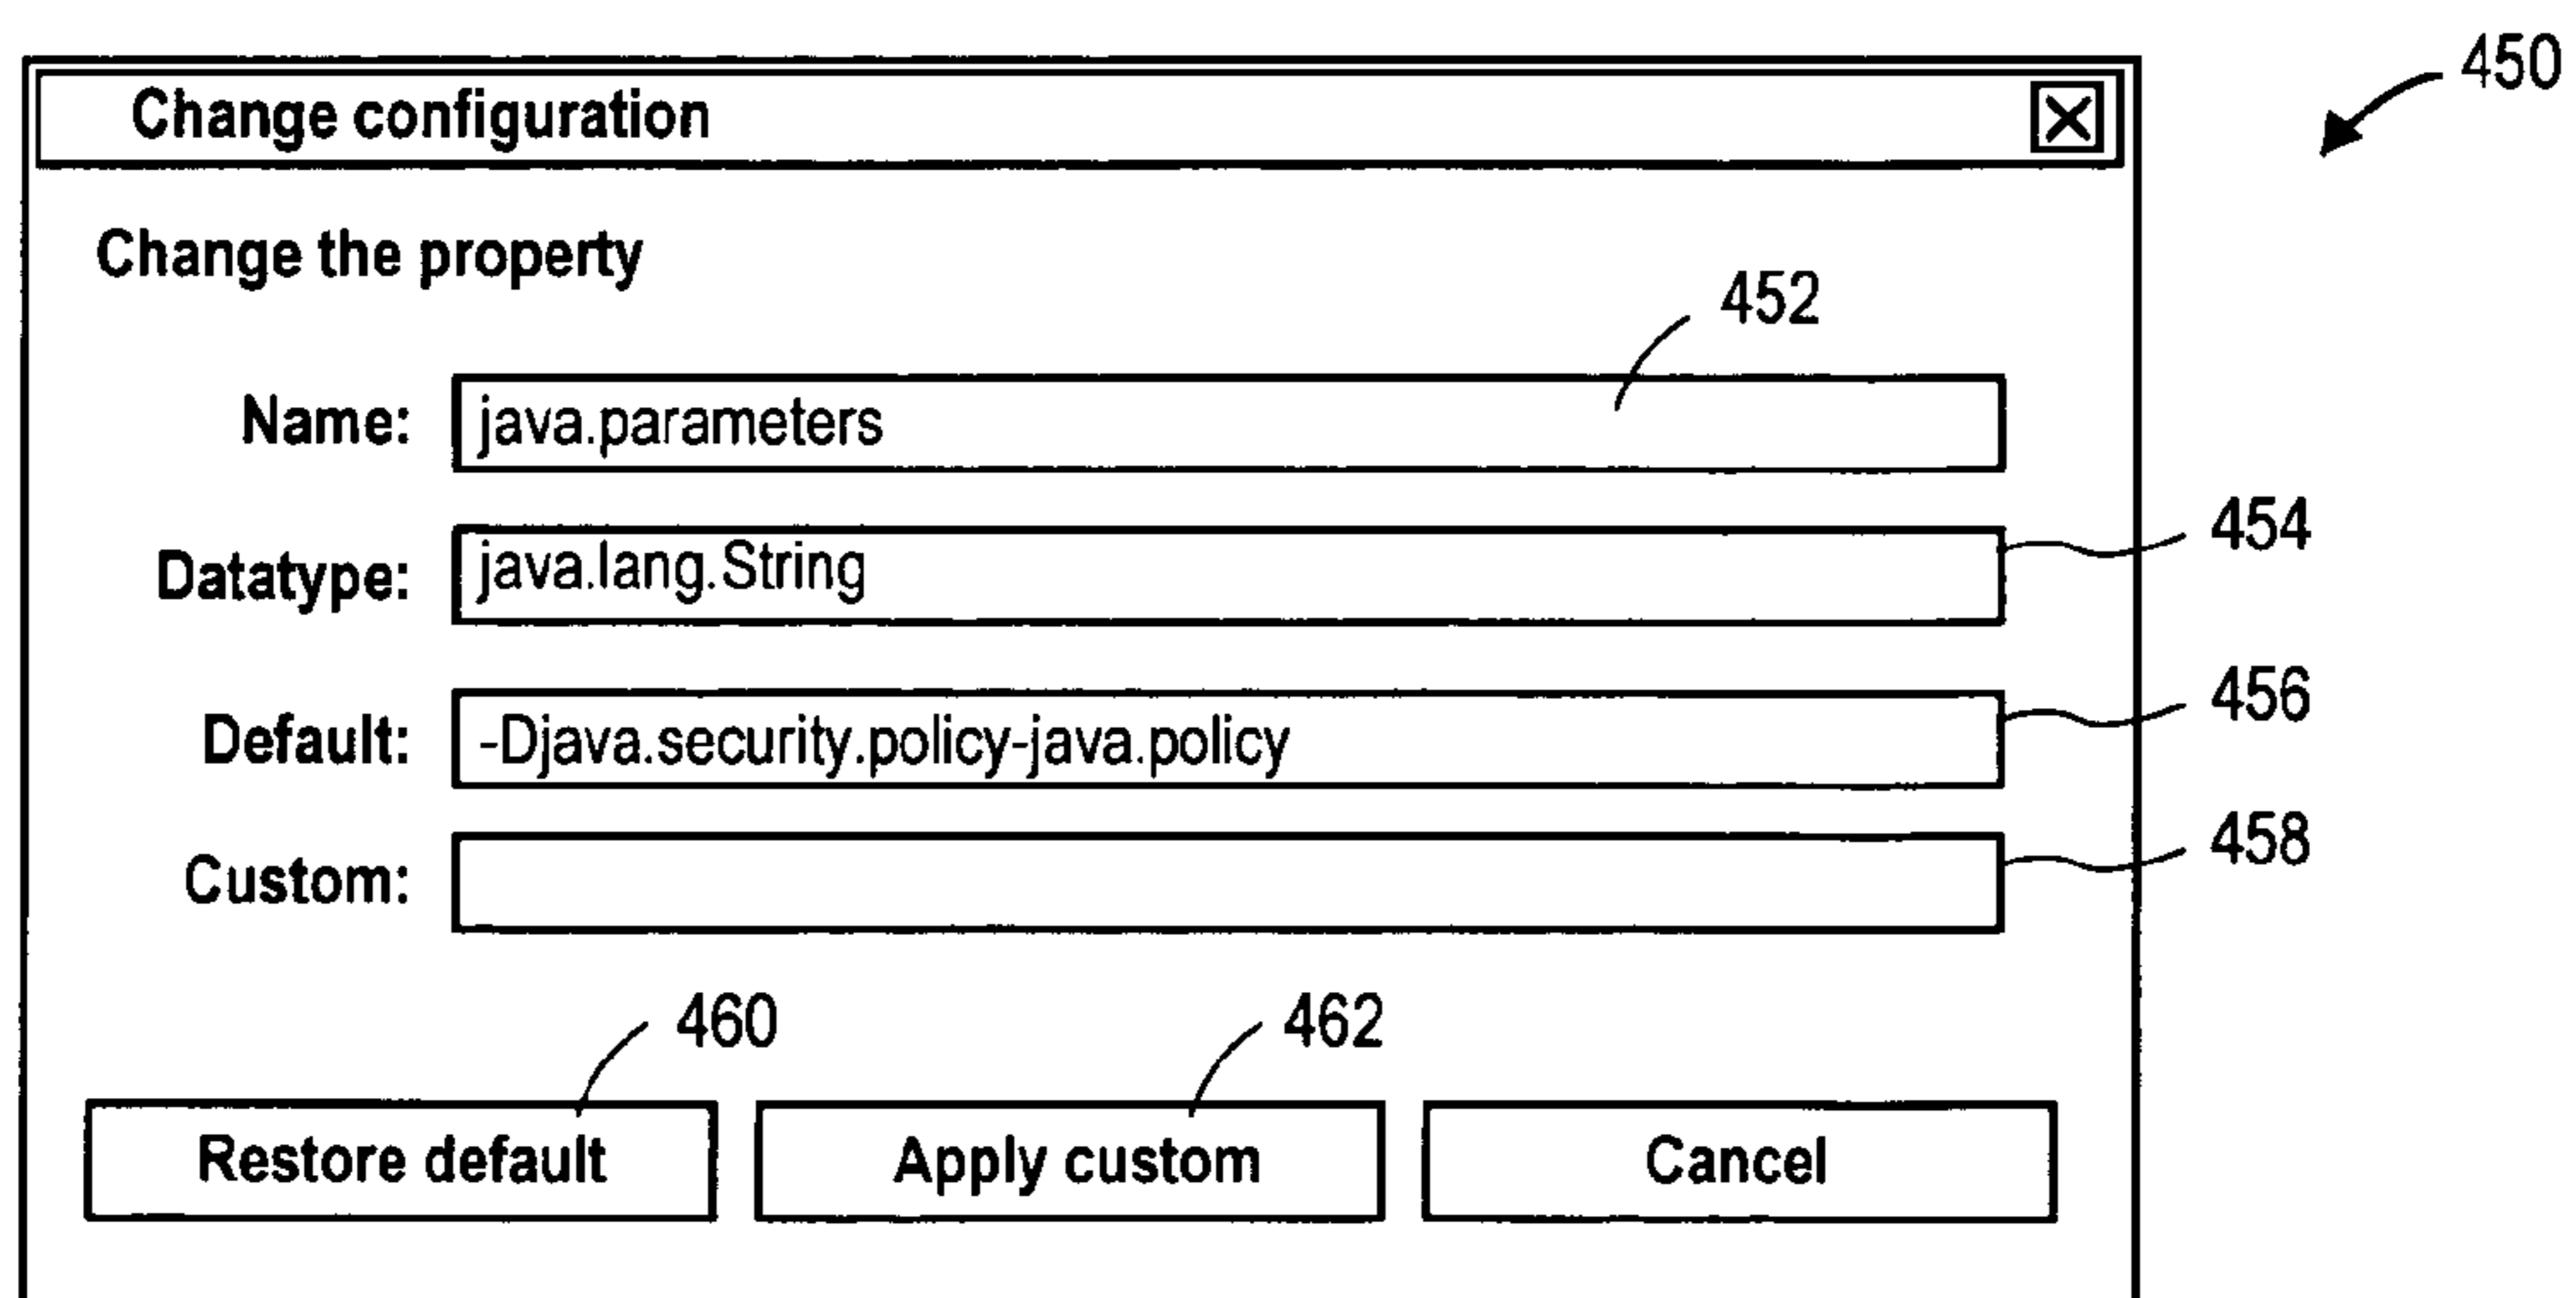 450
Change configuration
Change the property
452
Name: java.parameters
454
Datatype: java.lang.String
456
Default: -Djava.security.policy-java.policy
458
Custom:
460 462
Restore default Apply custom Cancel